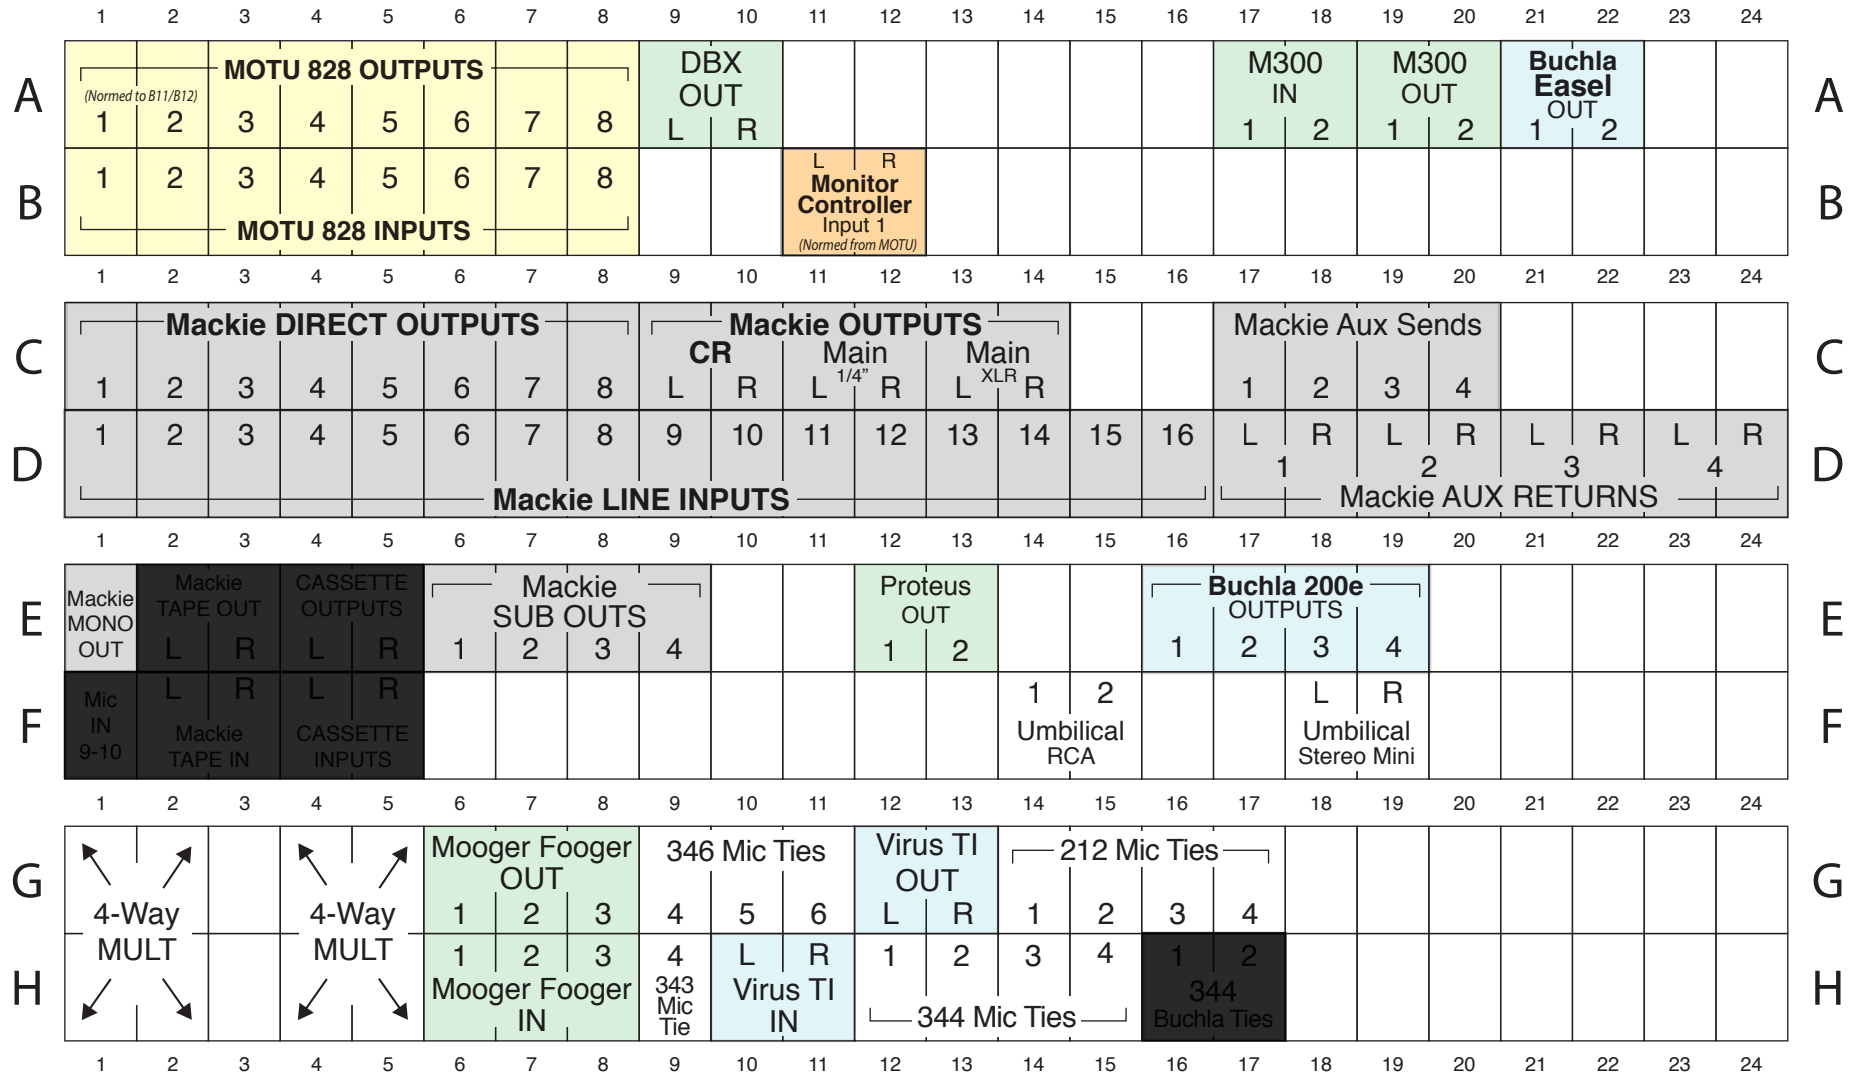 1 2 3 4 5 6 7 8 9 10 11 12 13 14 15 16 17 18 19 20 21 22 23 24
A MOTU 828 OUTPUTS DBX M300 M300 Buchla A
(Normed to B11/B12) OUT IN OUT Easel
OUT
1 2 3 4 5 6 7 8 L R 1 2 1 2 1 2
B 1 2 3 4 5 6 7 8 L R B
Monitor
Controller
MOTU 828 INPUTS Input 1
(Normed from MOTU)
1 2 3 4 5 6 7 8 9 10 11 12 13 14 15 16 17 18 19 20 21 22 23 24
C Mackie DIRECT OUTPUTS Mackie OUTPUTS Mackie Aux Sends C
CR Main Main
1/4” XLR
1 2 3 4 5 6 7 8 L R L R L R 1 2 3 4
D 1 2 3 4 5 6 7 8 9 10 11 12 13 14 15 16 L R L R L R L R D
1 2 3 4
Mackie LINE INPUTS Mackie AUX RETURNS
1 2 3 4 5 6 7 8 9 10 11 12 13 14 15 16 17 18 19 20 21 22 23 24
E Mackie Mackie CASSETTE Mackie Proteus Buchla 200e E
MONO TAPE OUT OUTPUTS SUB OUTS OUT OUTPUTS
OUT L R L R 1 2 3 4 1 2 1 2 3 4
F Mic L R L R 1 2 L R F
IN Mackie CASSETTE Umbilical Umbilical
9-10 TAPE IN INPUTS RCA Stereo Mini
1 2 3 4 5 6 7 8 9 10 11 12 13 14 15 16 17 18 19 20 21 22 23 24
G Mooger Fooger 346 Mic Ties Virus TI 212 Mic Ties G
OUT OUT
4-Way 4-Way 1 2 3 4 5 6 L R 1 2 3 4
MULT MULT 1 2 3 4 L R 1 2 3 4 1 2
H Mooger Fooger 343 Virus TI 344 H
IN Mic IN 344 Mic Ties Buchla Ties
Tie
1 2 3 4 5 6 7 8 9 10 11 12 13 14 15 16 17 18 19 20 21 22 23 24